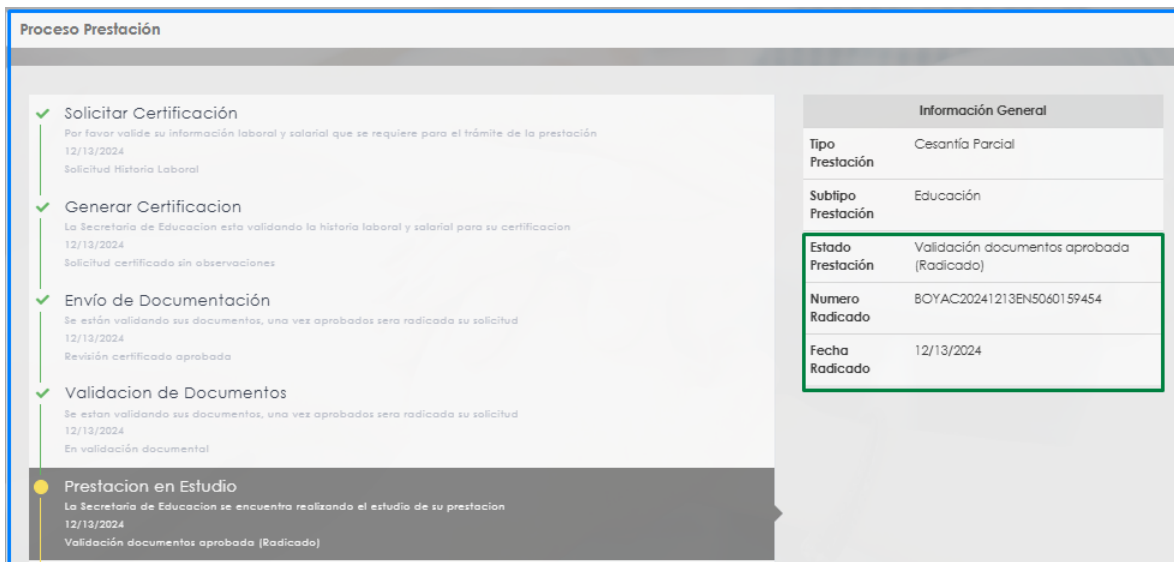 Proceso Prestación
Solicitar Certificación
Por favor valide su información laboral y salarial que se requiere para el trámite de la prestación
12/13/2024
Solicitud Historia Laboral
Generar Certificacion
La Secretaria de Educacion esta validando la historia laboral y salarial para su certificacion
12/13/2024
Solicitud certificado sin observaciones
Envío de Documentación
Se están validando sus documentos, una vez aprobados sera radicada su solicitud
12/13/2024
Revisión certificado aprobada
Validacion de Documentos
Se estan validando sus documentos, una vez aprobados sera radicada su solicitud
12/13/2024
En validación documental
Prestacion en Estudio
La Secretaria de Educacion se encuentra realizando el estudio de su prestacion
12/13/2024
Validación documentos aprobada (Radicado)
Información General
Tipo Cesantía Parcial
Prestación
Subtipo Educación
Prestación
Estado Validación documentos aprobada
Prestación (Radicado)
Numero BOYAC20241213EN5060159454
Radicado
Fecha 12/13/2024
Radicado